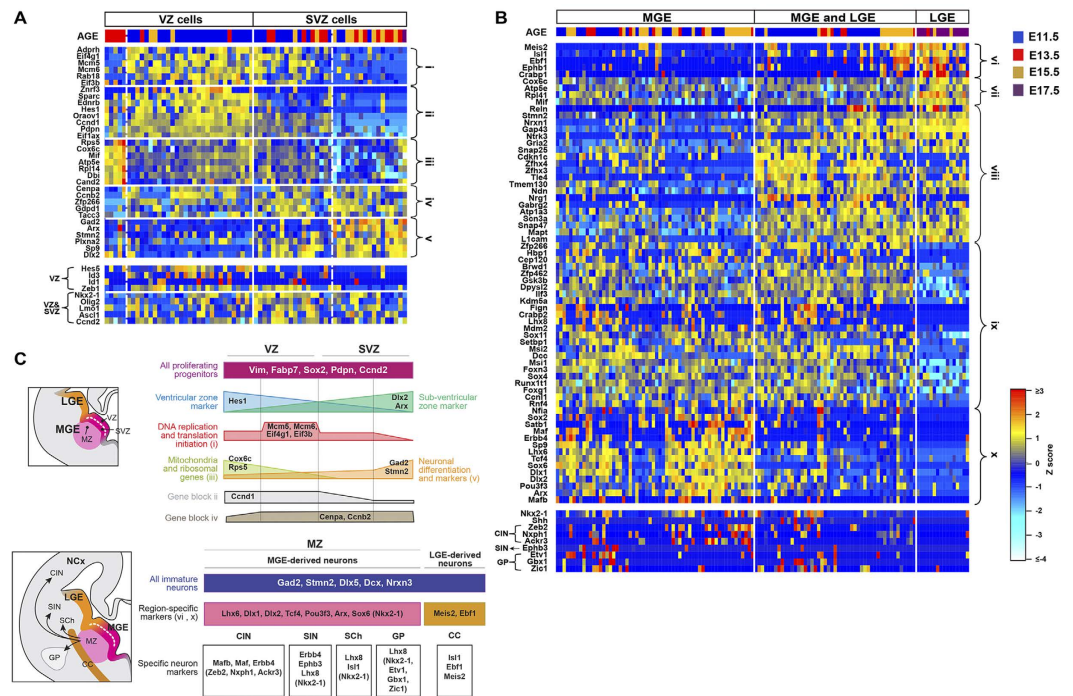 A
VZ cells
SVZ cells
AGE
Adprh
Eif4g1
Mcm5
Mcm6
Rab18
Eif3b
i
Znrf3
Sparc
Ednrb
Hes1
Oraov1
Ccnd1
Pdpn
Eif1ax
ii
Rps5
Cox6c
Mif
Atp5e
Rpl14
Dbi
Cand2
iii
Cenpa
Ccnb2
Zfp266
Gdpd1
Tacc3
iv
Gad2
Arx
Stmn2
Plxna2
Sp9
Dlx2
v
VZ
Hes5
Id3
Id1
Zeb1
VZ&
SVZ
Nkx2-1
Olig2
Lmo1
Ascl1
Ccnd2
B
MGE
MGE and LGE
LGE
AGE
Meis2
Isl1
Ebf1
Ephb1
Crabp1
vi
Cox6c
Atp5e
Rpl41
Mif
vii
Reln
Stmn2
Nrxn1
Gap43
Ntrk3
Gria2
Snap25
Cdkn1c
Zfhx4
Zfhx3
Tle4
Tmem130
Ndn
Nrg1
Gabrg2
Atp1a3
Scn3a
Snap47
Mapt
L1cam
viii
Zfp266
Hbp1
Cep120
Brwd1
Zfp462
Gsk3b
Dpysl2
Ilf3
Kdm5a
Fign
Crabp2
Lhx8
Mdm2
Sox11
Setbp1
Msi2
Dcc
Msi1
Foxn3
Sox4
Runx1t1
Foxg1
Ccnl1
Rnf4
ix
Nfia
Sox2
Satb1
Maf
Erbb4
Sp9
Lhx6
Tcf4
Sox6
Dlx1
Dlx2
Pou3f3
Arx
Mafb
x
Nkx2-1
Shh
CIN
Zeb2
Nxph1
Ackr3
SIN
Ephb3
GP
Etv1
Gbx1
Zic1
E11.5
E13.5
E15.5
E17.5
≥3
2
1
0
-1
-2
-3
≤-4
Z score
C
LGE
MGE
MZ
VZ
SVZ
VZ
SVZ
All proliferating
progenitors
Vim, Fabp7, Sox2, Pdpn, Ccnd2
Ventricular zone
marker
Hes1
Dlx2
Arx
Sub-ventricular
zone marker
DNA replication
and translation
initiation (i)
Mcm5, Mcm6,
Eif4g1, Eif3b
Mitochondria
and ribosomal
genes (iii)
Cox6c
Rps5
Gad2
Stmn2
Neuronal
differentiation
and markers (v)
Gene block ii
Ccnd1
Gene block iv
Cenpa, Ccnb2
NCx
CIN
LGE
SIN
SCh
MGE
MZ
GP
CC
MZ
MGE-derived neurons
LGE-derived
neurons
All immature
neurons
Gad2, Stmn2, Dlx5, Dcx, Nrxn3
Region-specific
markers (vi , x)
Lhx6, Dlx1, Dlx2, Tcf4, Pou3f3, Arx, Sox6 (Nkx2-1)
Meis2, Ebf1
CIN
SIN
SCh
GP
CC
Specific neuron
markers
Mafb, Maf, Erbb4
(Zeb2, Nxph1, Ackr3)
Erbb4
Ephb3
Lhx8
(Nkx2-1)
Lhx8
Isl1
(Nkx2-1)
Lhx8
(Nkx2-1,
Etv1,
Gbx1,
Zic1)
Isl1
Ebf1
Meis2